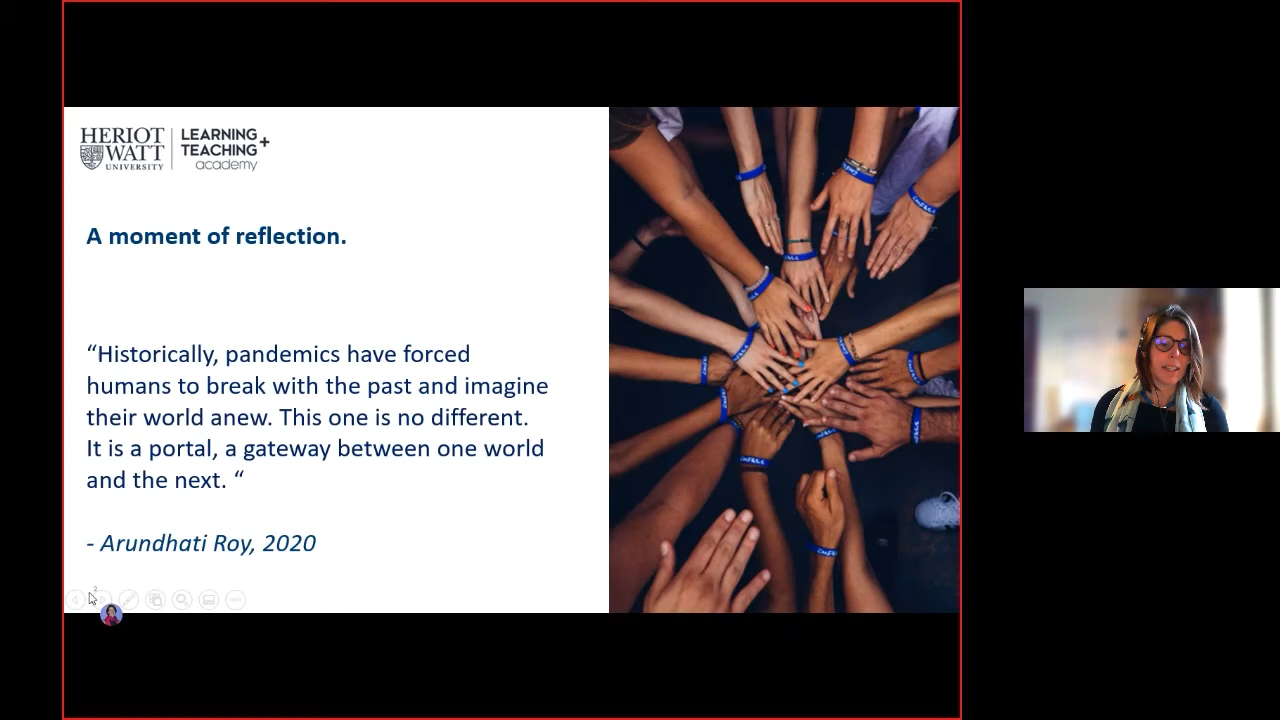 HERIOT
WATT
UNIVERSITY
LEARNING+
TEACHING
academy
A moment of reflection.
“Historically, pandemics have forced
humans to break with the past and imagine
their world anew. This one is no different.
It is a portal, a gateway between one world
and the next. “
- Arundhati Roy, 2020
2